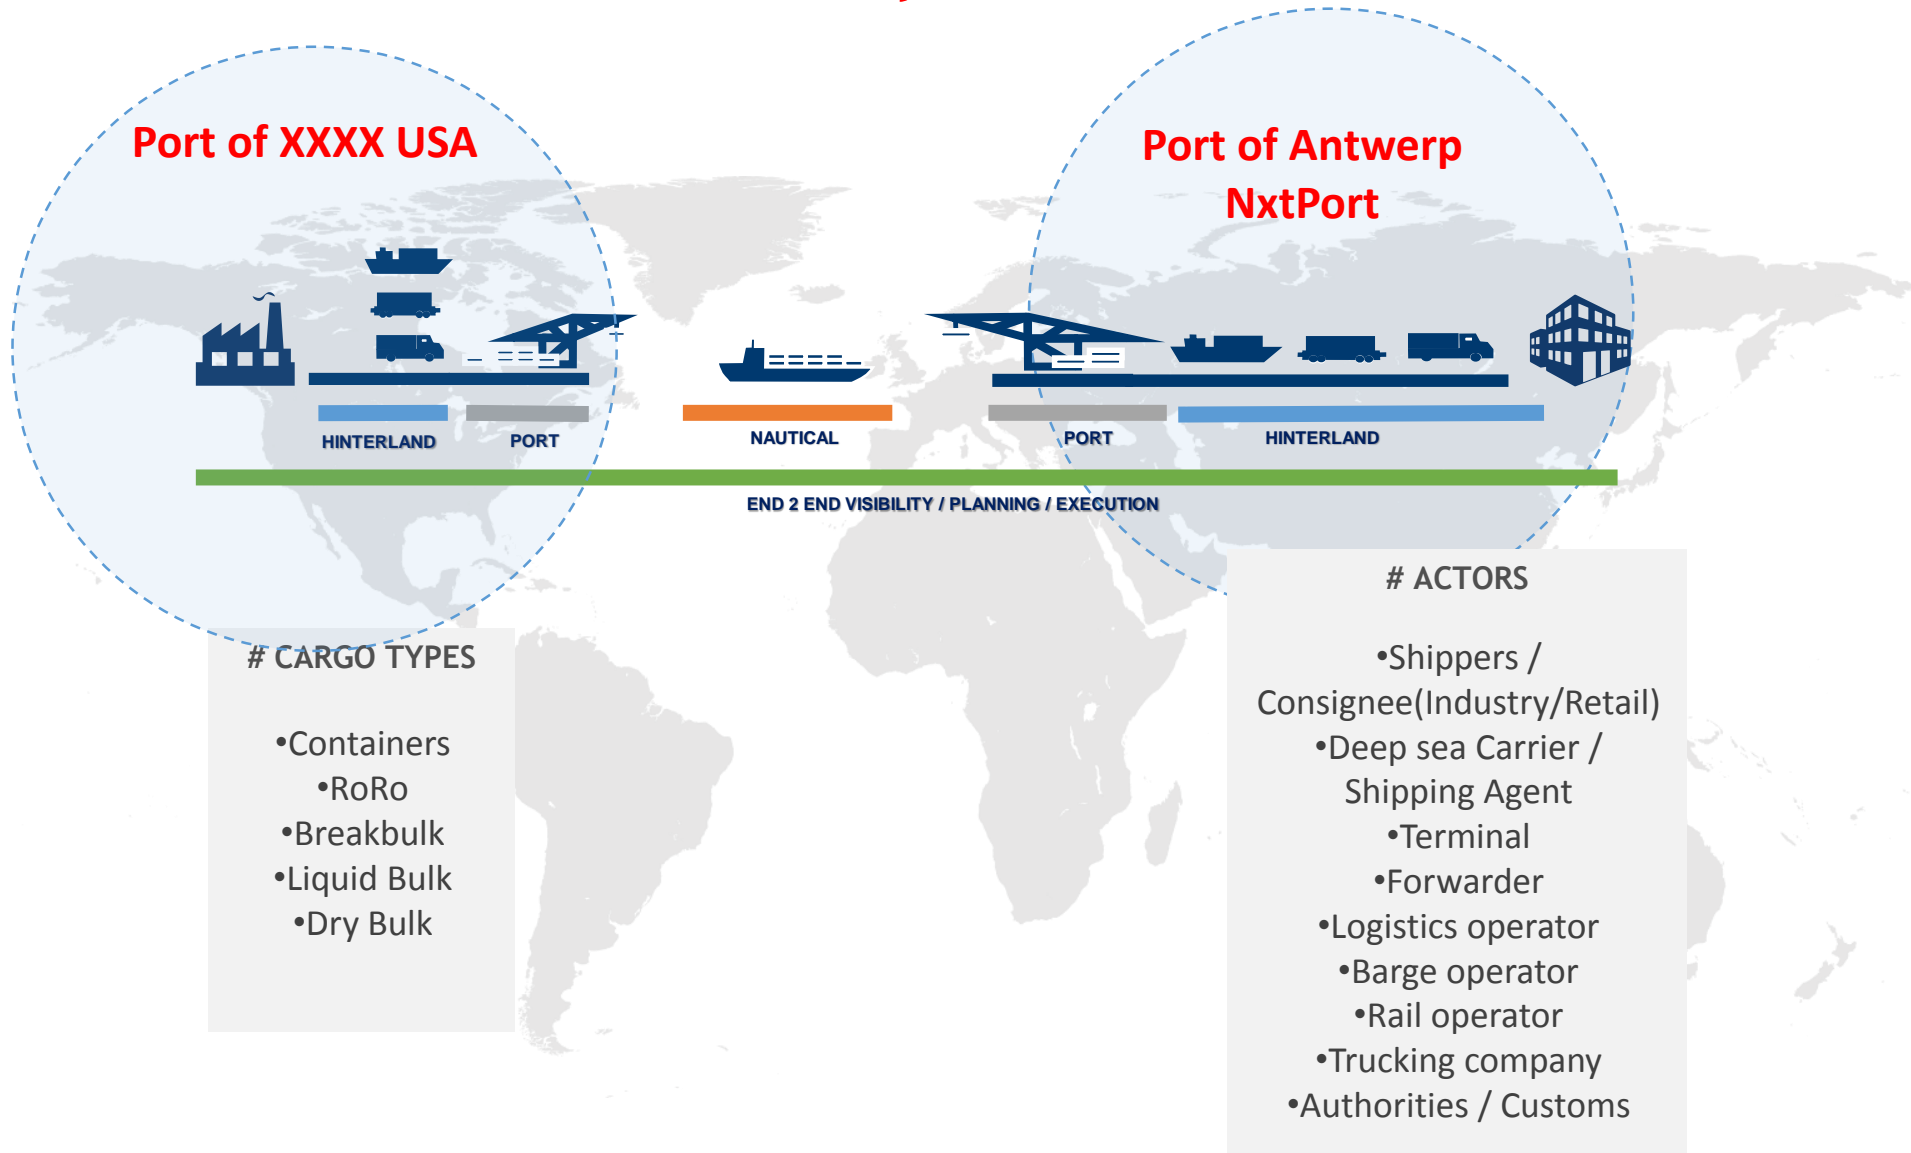 Port of XXXX USA
Port of Antwerp
NxtPort
HINTERLAND
PORT
NAUTICAL
PORT
HINTERLAND
END 2 END VISIBILITY / PLANNING / EXECUTION
# CARGO TYPES
•Containers
•RoRo
•Breakbulk
•Liquid Bulk
•Dry Bulk
# ACTORS
•Shippers /
Consignee(Industry/Retail)
•Deep sea Carrier /
Shipping Agent
•Terminal
•Forwarder
•Logistics operator
•Barge operator
•Rail operator
•Trucking company
•Authorities / Customs